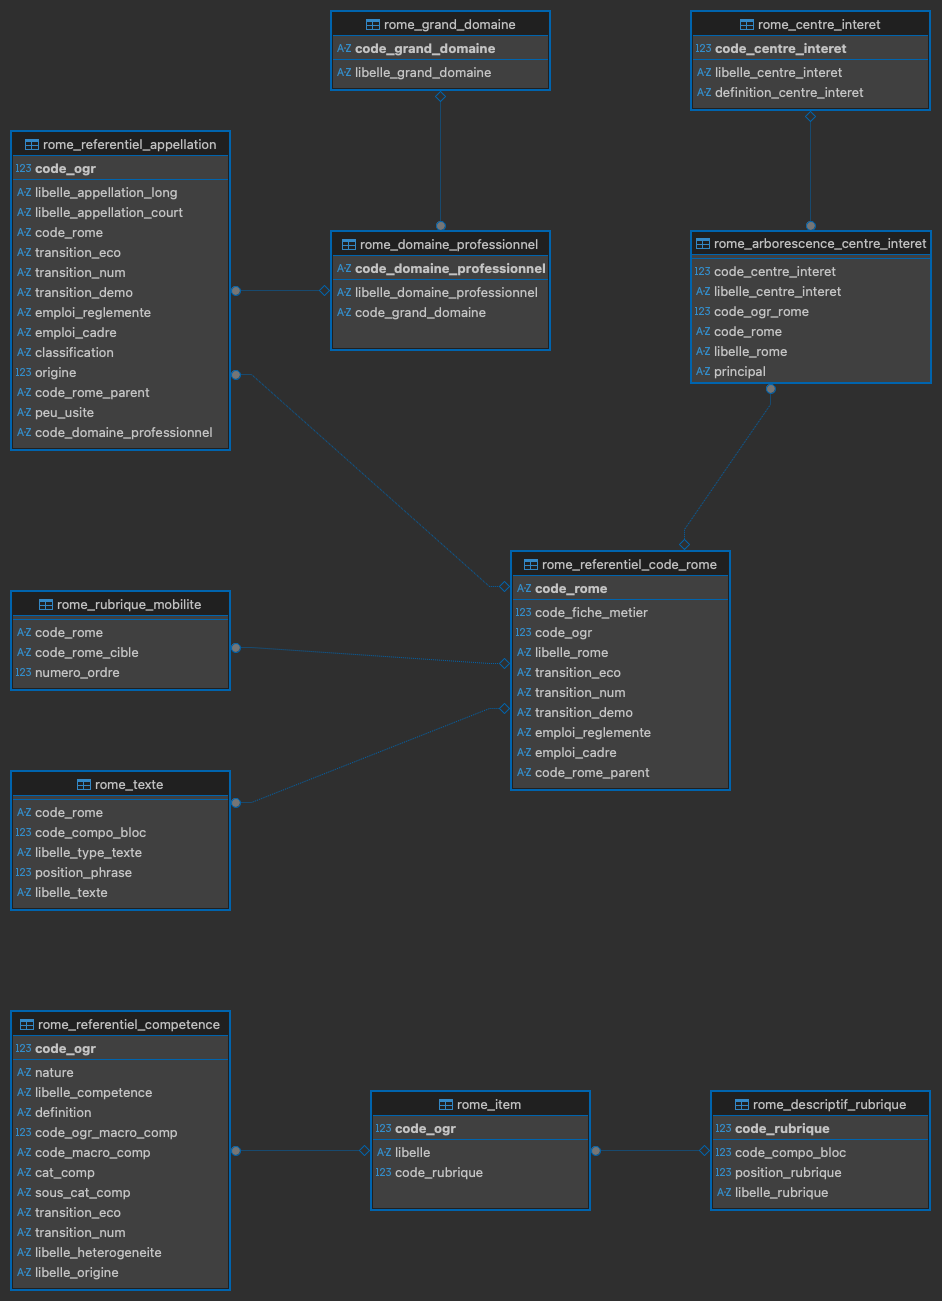 rome_grand_domaine
A-Z code_grand_domaine
A-Z libelle_grand_domaine
rome_centre_interet
123 code_centre_interet
A-Z libelle_centre_interet
A-Z definition_centre_interet
rome_referentiel_appellation
123 code_ogr
A-Z libelle_appellation_long
A-Z libelle_appellation_court
A-Z code_rome
A-Z transition_eco
A-Z transition_num
A-Z transition_demo
A-Z emploi_reglemente
A-Z emploi_cadre
A-Z classification
123 origine
A-Z code_rome_parent
A-Z peu_usite
A-Z code_domaine_professionnel
rome_domaine_professionnel
A-Z code_domaine_professionnel
A-Z libelle_domaine_professionnel
A-Z code_grand_domaine
rome_arborescence_centre_interet
123 code_centre_interet
A-Z libelle_centre_interet
123 code_ogr_rome
A-Z code_rome
A-Z libelle_rome
A-Z principal
rome_referentiel_code_rome
A-Z code_rome
123 code_fiche_metier
123 code_ogr
A-Z libelle_rome
A-Z transition_eco
A-Z transition_num
A-Z transition_demo
A-Z emploi_reglemente
A-Z emploi_cadre
A-Z code_rome_parent
rome_rubrique_mobilite
A-Z code_rome
A-Z code_rome_cible
123 numero_ordre
rome_texte
A-Z code_rome
123 code_compo_bloc
A-Z libelle_type_texte
123 position_phrase
A-Z libelle_texte
rome_referentiel_competence
123 code_ogr
A-Z nature
A-Z libelle_competence
A-Z definition
123 code_ogr_macro_comp
A-Z code_macro_comp
A-Z cat_comp
A-Z sous_cat_comp
A-Z transition_eco
A-Z transition_num
A-Z libelle_heterogeneite
A-Z libelle_origine
rome_item
123 code_ogr
A-Z libelle
123 code_rubrique
rome_descriptif_rubrique
123 code_rubrique
123 code_compo_bloc
123 position_rubrique
A-Z libelle_rubrique